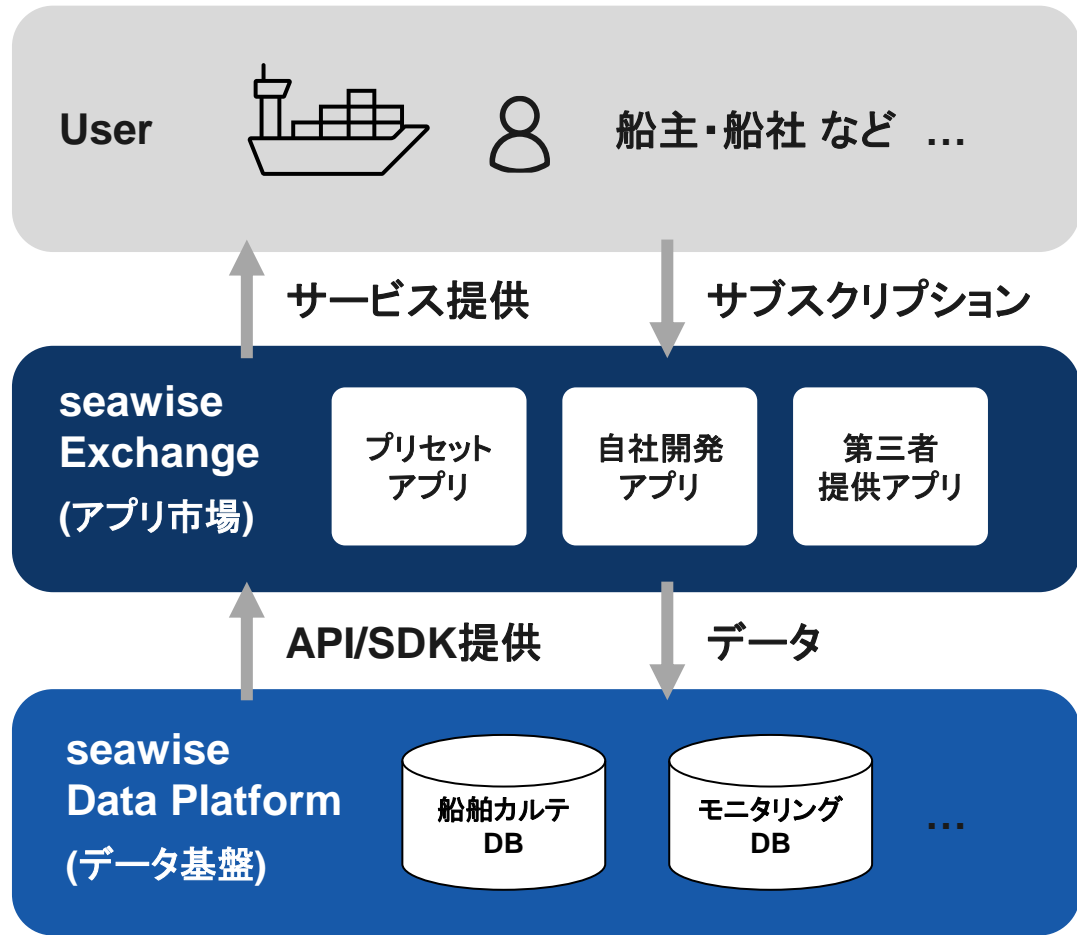 User
船主・船社 など …
サービス提供
サブスクリプション
seawise
Exchange
(アプリ市場)
プリセット
アプリ
自社開発
アプリ
第三者
提供アプリ
API/SDK提供
データ
seawise
Data Platform
(データ基盤)
船舶カルテ
DB
モニタリング
DB
…